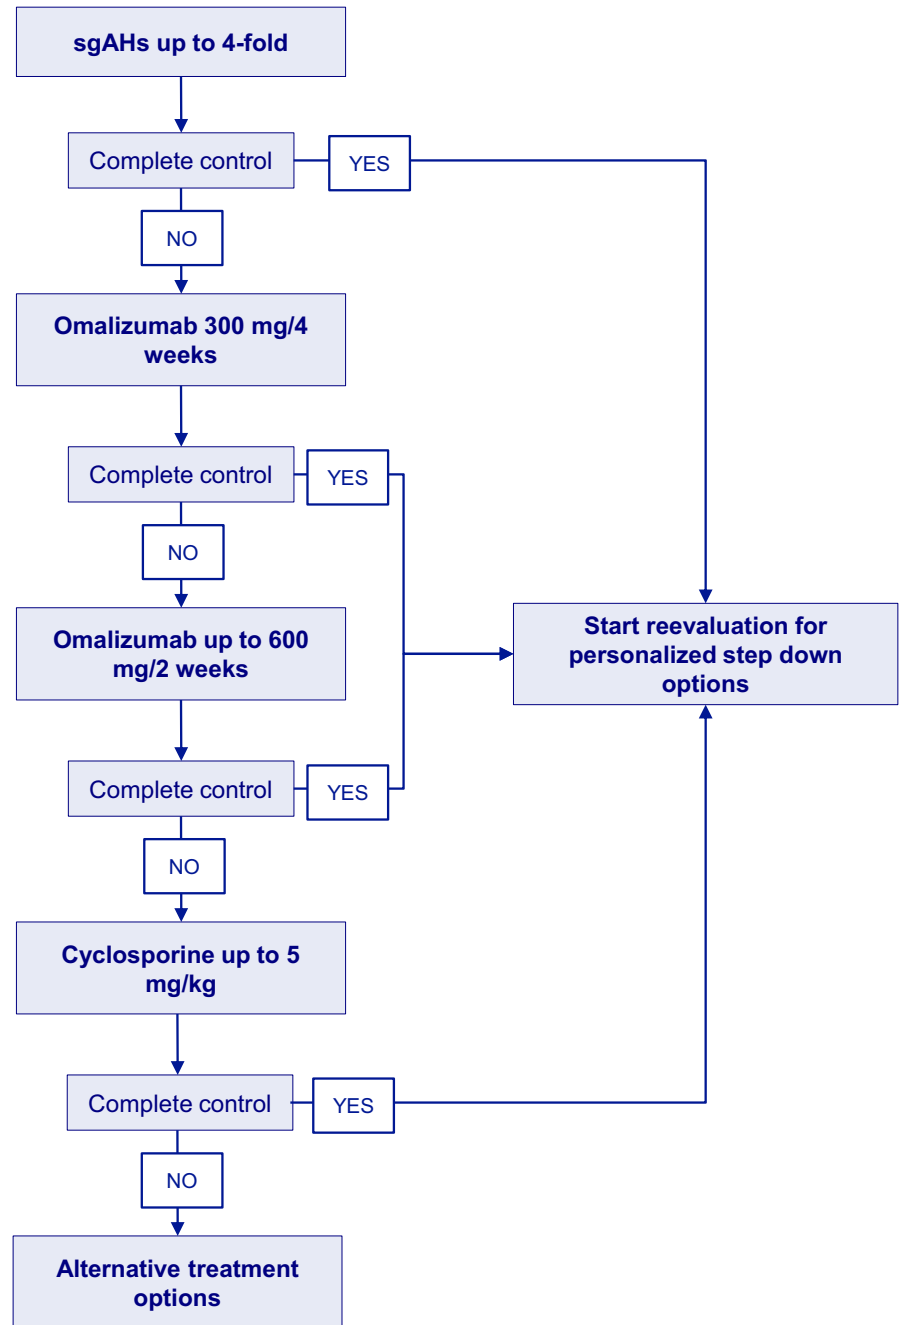 sgAHs up to 4-fold
Complete control
YES
NO
Omalizumab 300 mg/4
weeks
Complete control
YES
NO
Omalizumab up to 600
mg/2 weeks
Start reevaluation for
personalized step down
options
Complete control
YES
NO
Cyclosporine up to 5
mg/kg
Complete control
YES
NO
Alternative treatment
options